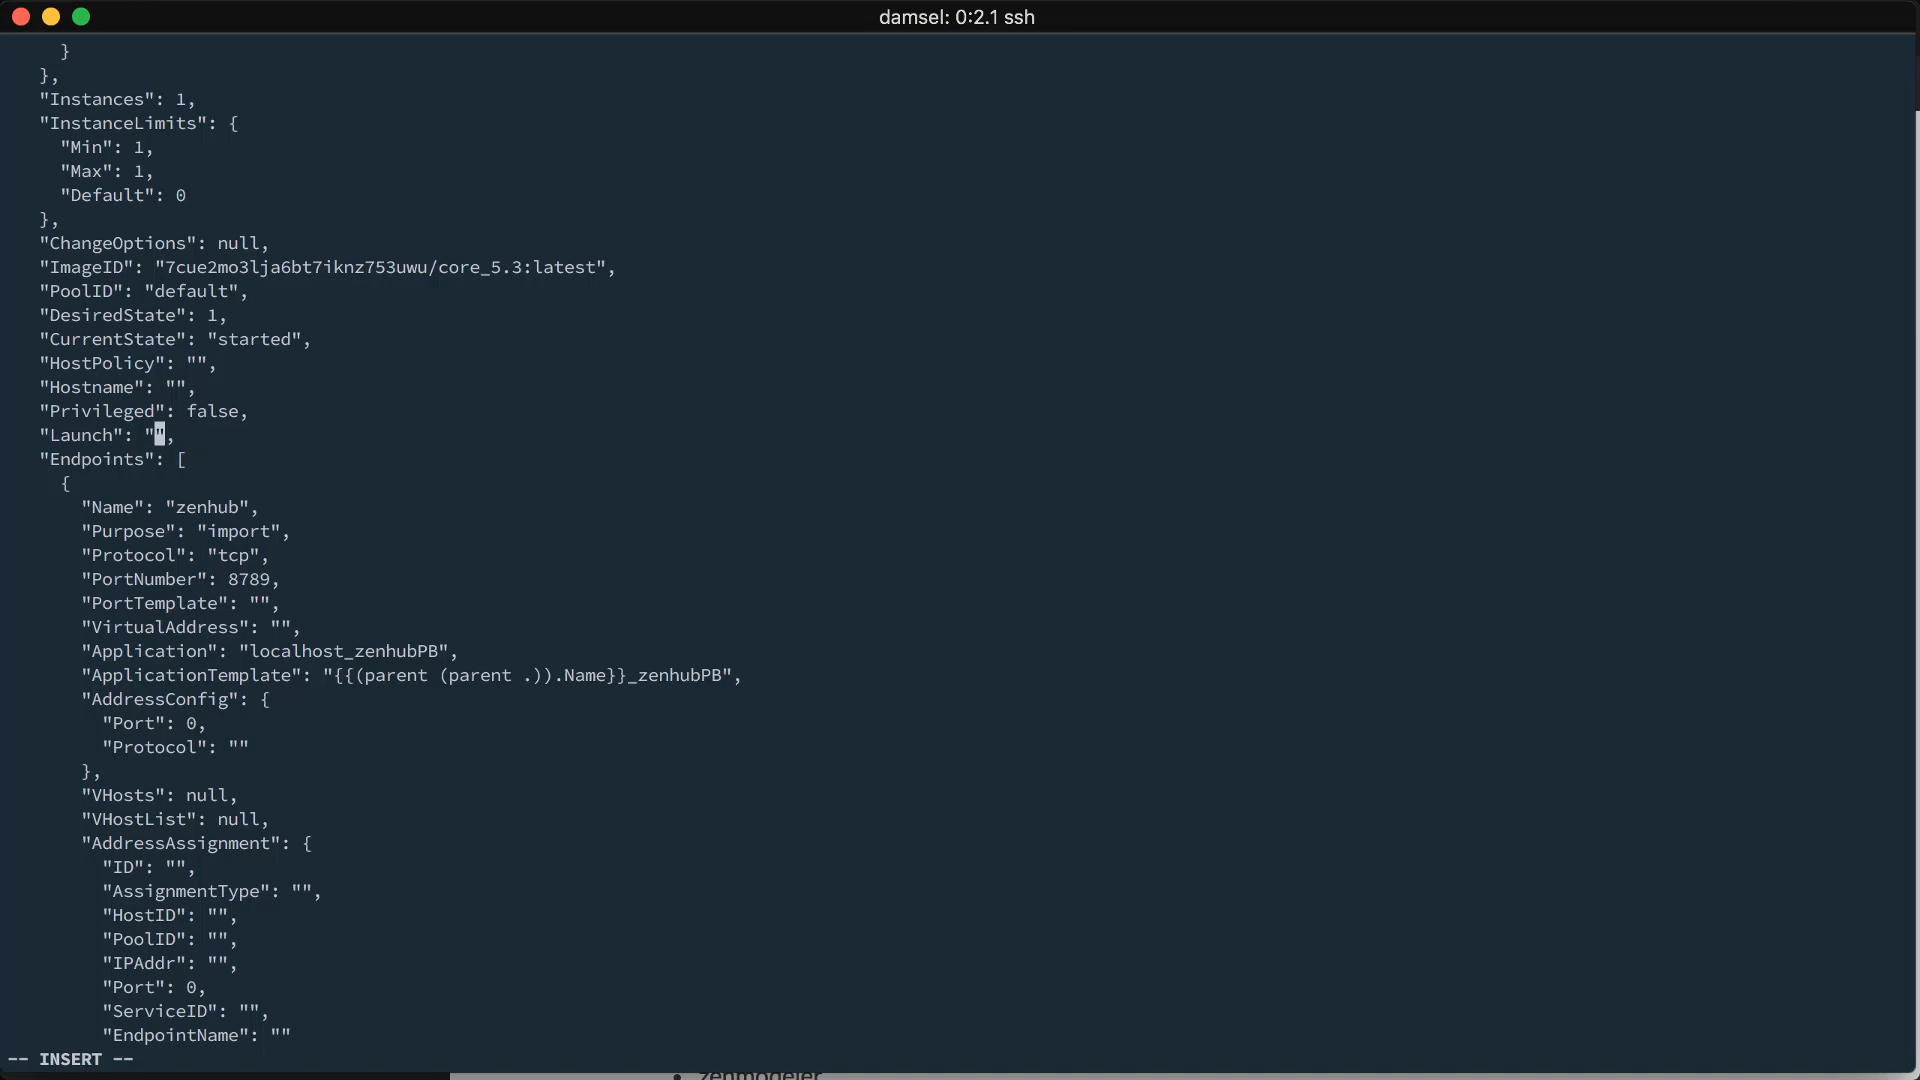 damsel: 0:2.1 ssh
}
},
"Instances": 1,
"InstanceLimits": {
"Min": 1,
"Max": 1,
"Default": 0
},
"ChangeOptions": null,
"ImageID": "7cue2mo3lja6bt7iknz753uwu/core_5.3:latest",
"PoolID": "default",
"DesiredState": 1,
"CurrentState": "started",
"HostPolicy": "",
"Hostname": "",
"Privileged": false,
"Launch": "",
"Endpoints": [
{
"Name": "zenhub",
"Purpose": "import",
"Protocol": "tcp",
"PortNumber": 8789,
"PortTemplate": "",
"VirtualAddress": "",
"Application": "localhost_zenhubPB",
"ApplicationTemplate": "{{(parent (parent .)).Name}}_zenhubPB",
"AddressConfig": {
"Port": 0,
"Protocol": ""
},
"VHosts": null,
"VHostList": null,
"AddressAssignment": {
"ID": "",
"AssignmentType": "",
"HostID": "",
"PoolID": "",
"IPAddr": "",
"Port": 0,
"ServiceID": "",
"EndpointName": ""
-- INSERT --
• zenmodeler